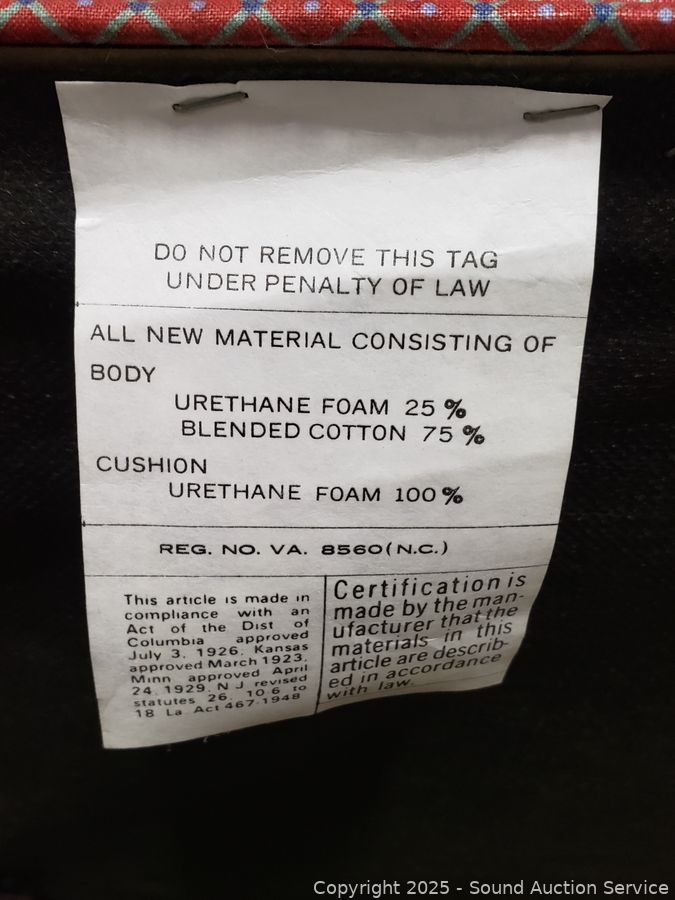 DO NOT REMOVE THIS TAG
UNDER PENALTY OF LAW
ALL NEW MATERIAL CONSISTING OF
BODY
URETHANE FOAM 25 %
BLENDED COTTON 75 %
CUSHION
URETHANE FOAM 100 %
REG. NO. VA. 8560 (N.C.)
This article is made in
compliance with an
Act of the Dist of
Columbia approved
July 3, 1926, Kansas
approved March 1923,
Minn approved April
24, 1929, N J revised
statutes 26, 10 6 to
18 La Act 467-1948
Certification is
made by the man-
ufacturer that the
materials in this
article are describ-
ed in accordance
with law.
Copyright 2025 - Sound Auction Service